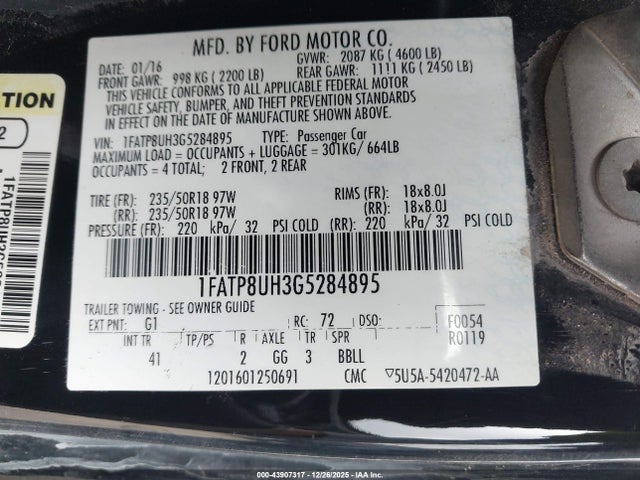 MFD. BY FORD MOTOR CO.
DATE: 01/16 GVWR: 2087 KG ( 4600 LB)
FRONT GAWR: 998 KG ( 2200 LB) REAR GAWR: 1111 KG ( 2450 LB)
THIS VEHICLE CONFORMS TO ALL APPLICABLE FEDERAL MOTOR
VEHICLE SAFETY, BUMPER, AND THEFT PREVENTION STANDARDS
IN EFFECT ON THE DATE OF MANUFACTURE SHOWN ABOVE.
VIN: 1FATP8UH3G5284895 TYPE: Passenger Car
MAXIMUM LOAD = OCCUPANTS + LUGGAGE = 301KG/ 664LB
OCCUPANTS = 4 TOTAL; 2 FRONT, 2 REAR
TIRE (FR): 235/50R18 97W RIMS (FR): 18x8.0J
(RR): 235/50R18 97W (RR): 18x8.0J
PRESSURE (FR): 220 kPa/ 32 PSI COLD (RR): 220 kPa/ 32 PSI COLD
1FATP8UH3G5284895
TRAILER TOWING - SEE OWNER GUIDE
EXT PNT: G1 RC: 72 DSO: F0054
INT TR TP/PS R AXLE TR SPR R0119
41 2 GG 3 BBLL
1201601250691 CMC ▽5U5A-5420472-AA
TION
2
000-43907317 - 12/26/2025 - IAA, Inc.